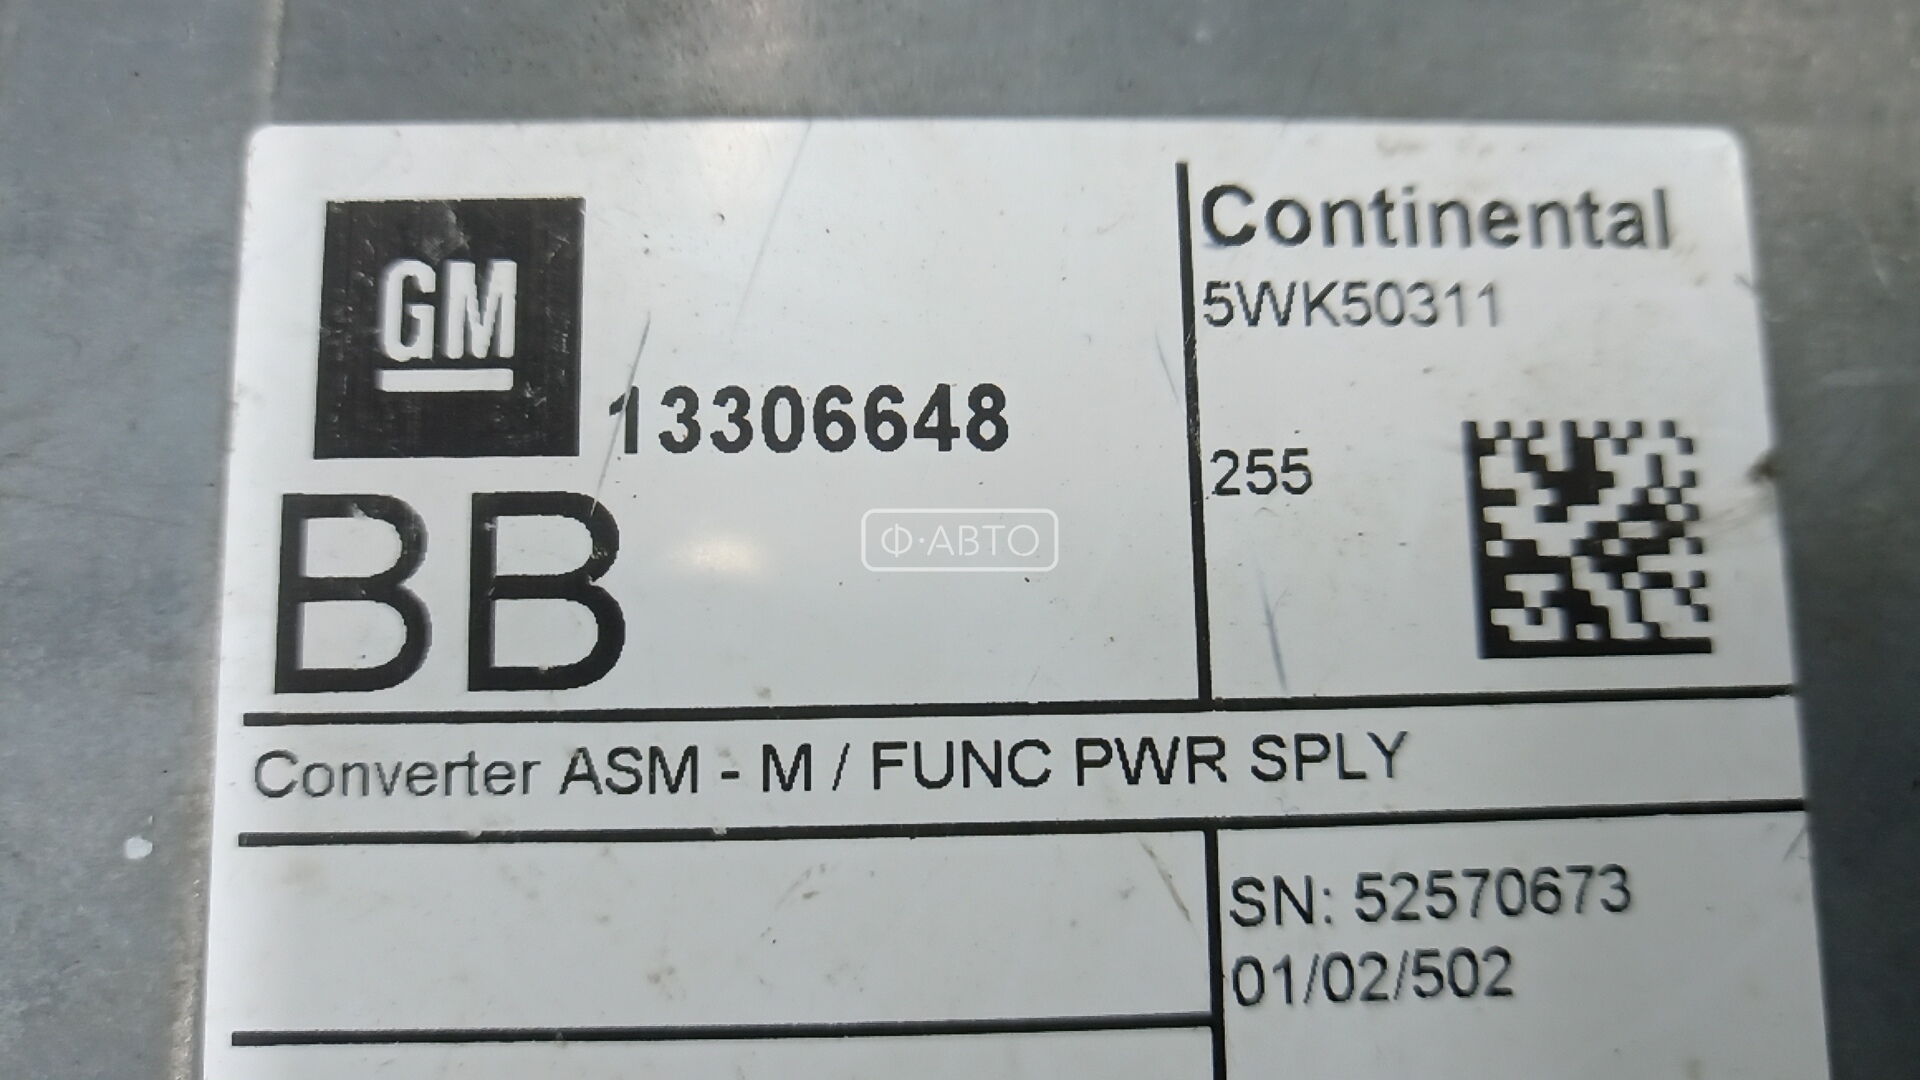 GM
13306648
BB
Continental
5WK50311
255
Ф·АВТО
Converter ASM - M / FUNC PWR SPLY
SN: 52570673
01/02/502